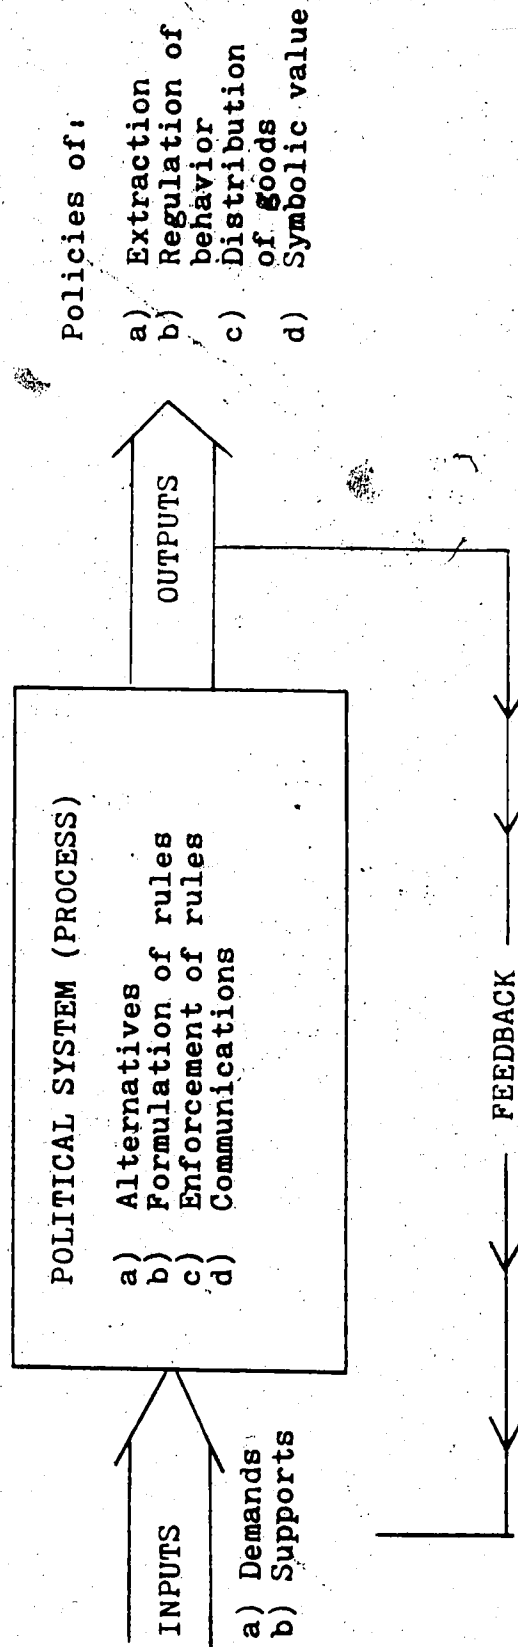 INPUTS
a) Demands
b) Supports
POLITICAL SYSTEM (PROCESS)
a) Alternatives
b) Formulation of rules
c) Enforcement of rules
d) Communications
OUTPUTS
Policies of:
a) Extraction
b) Regulation of
behavior
c) Distribution
of goods
d) Symbolic value
FEEDBACK